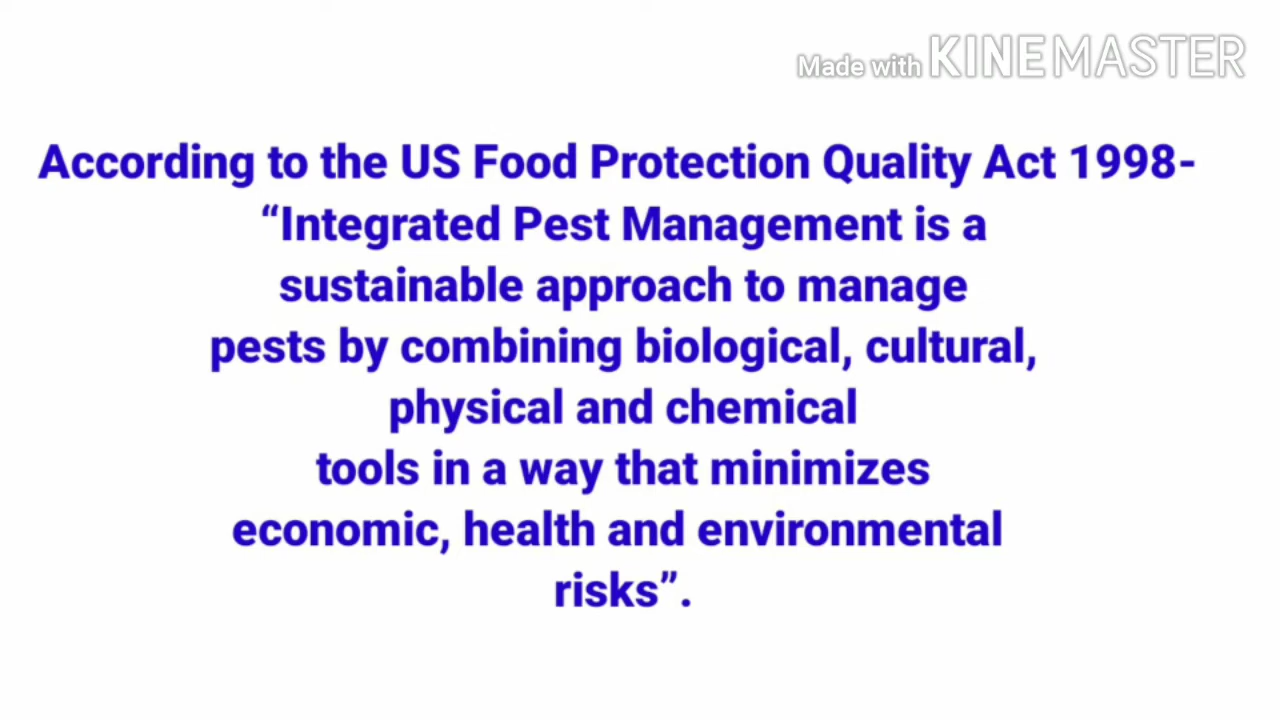 Made with KINEMASTER
According to the US Food Protection Quality Act 1998-
“Integrated Pest Management is a
sustainable approach to manage
pests by combining biological, cultural,
physical and chemical
tools in a way that minimizes
economic, health and environmental
risks”.